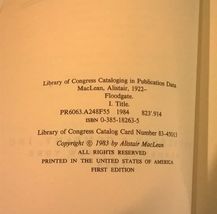 Library of Congress Cataloging in Publication Data
MacLean, Alistair, 1922–
Floodgate.
I. Title.
PR6063.A248F55 1984 823'.914
ISBN 0-385-18263-5
Library of Congress Catalog Card Number 83-45013
Copyright © 1983 by Alistair MacLean
ALL RIGHTS RESERVED
PRINTED IN THE UNITED STATES OF AMERICA
FIRST EDITION